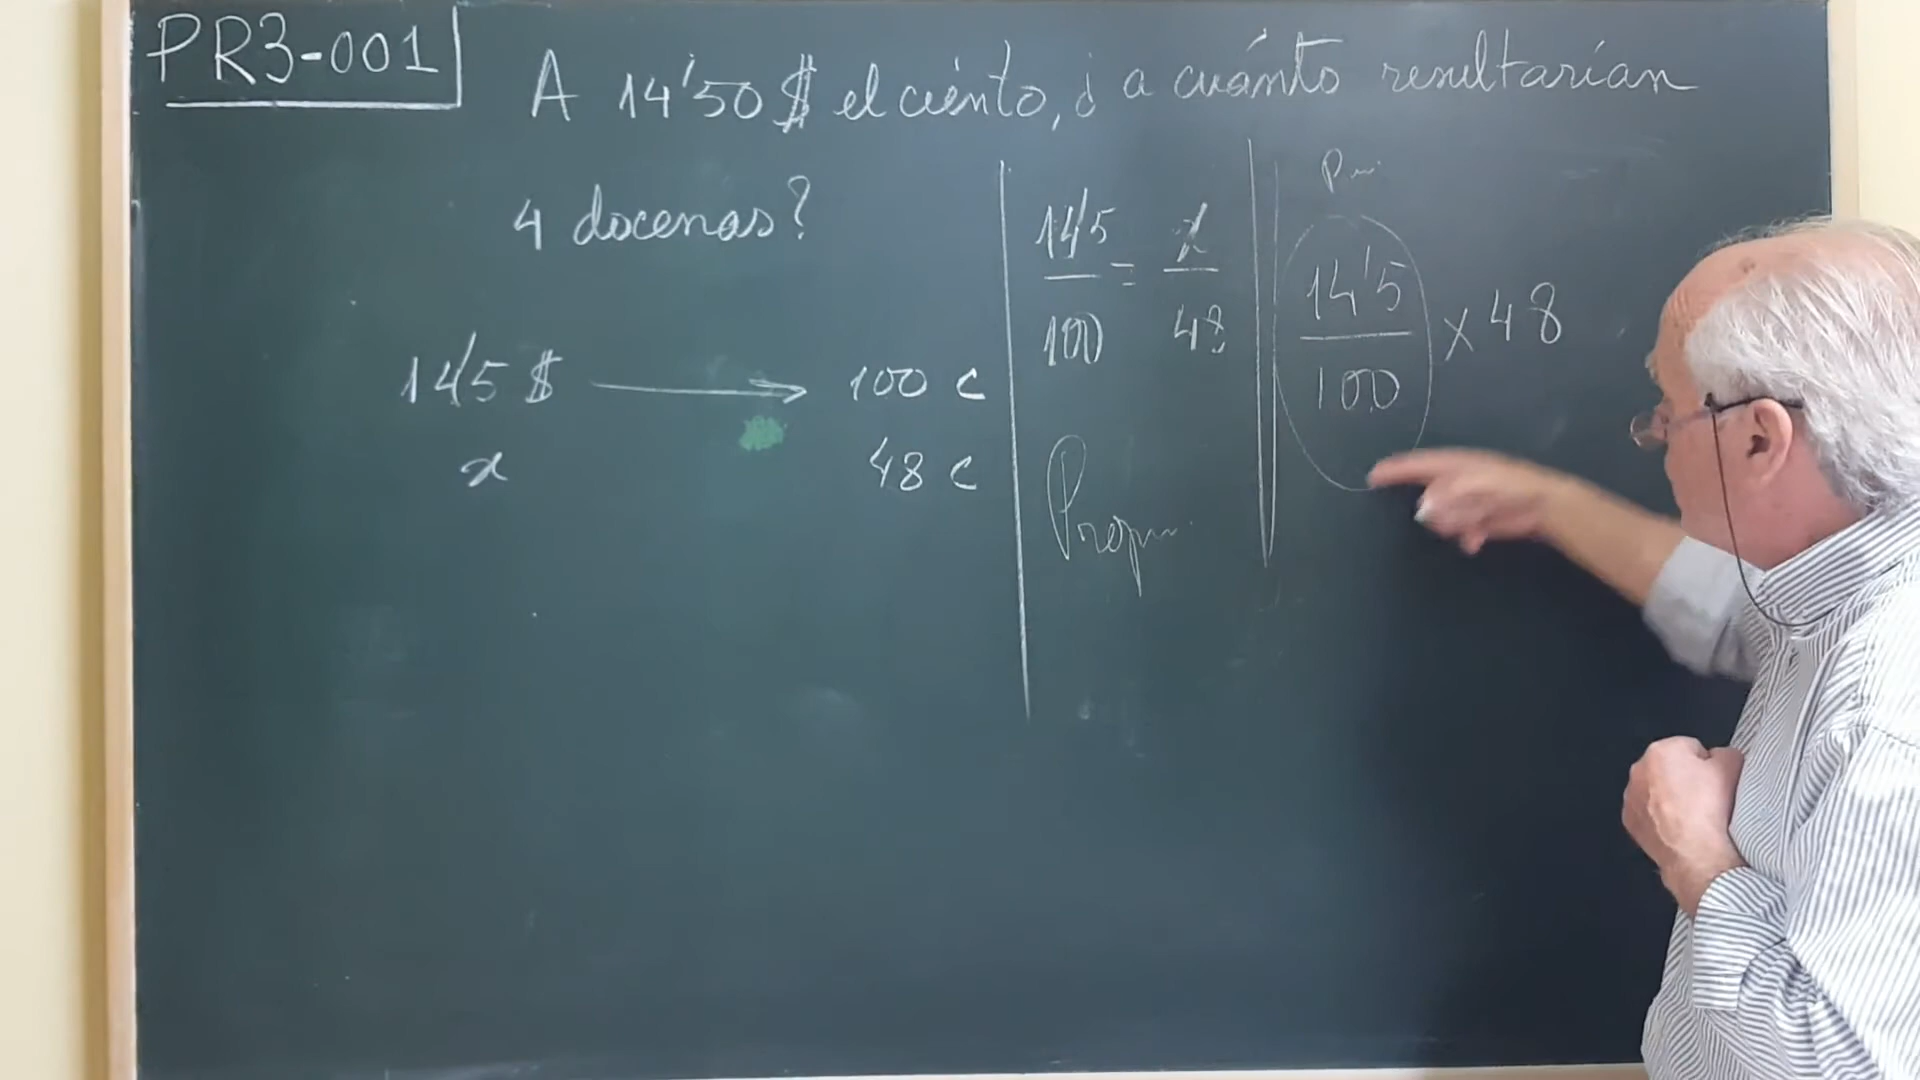 PR3-001
A 14'50 $ el ciento, ¿ a cuánto resultarían
4 docenas?
14'5 $ → 100 c
x 48 c
14'5 / 100 = x / 48
14'5 / 100 x 48